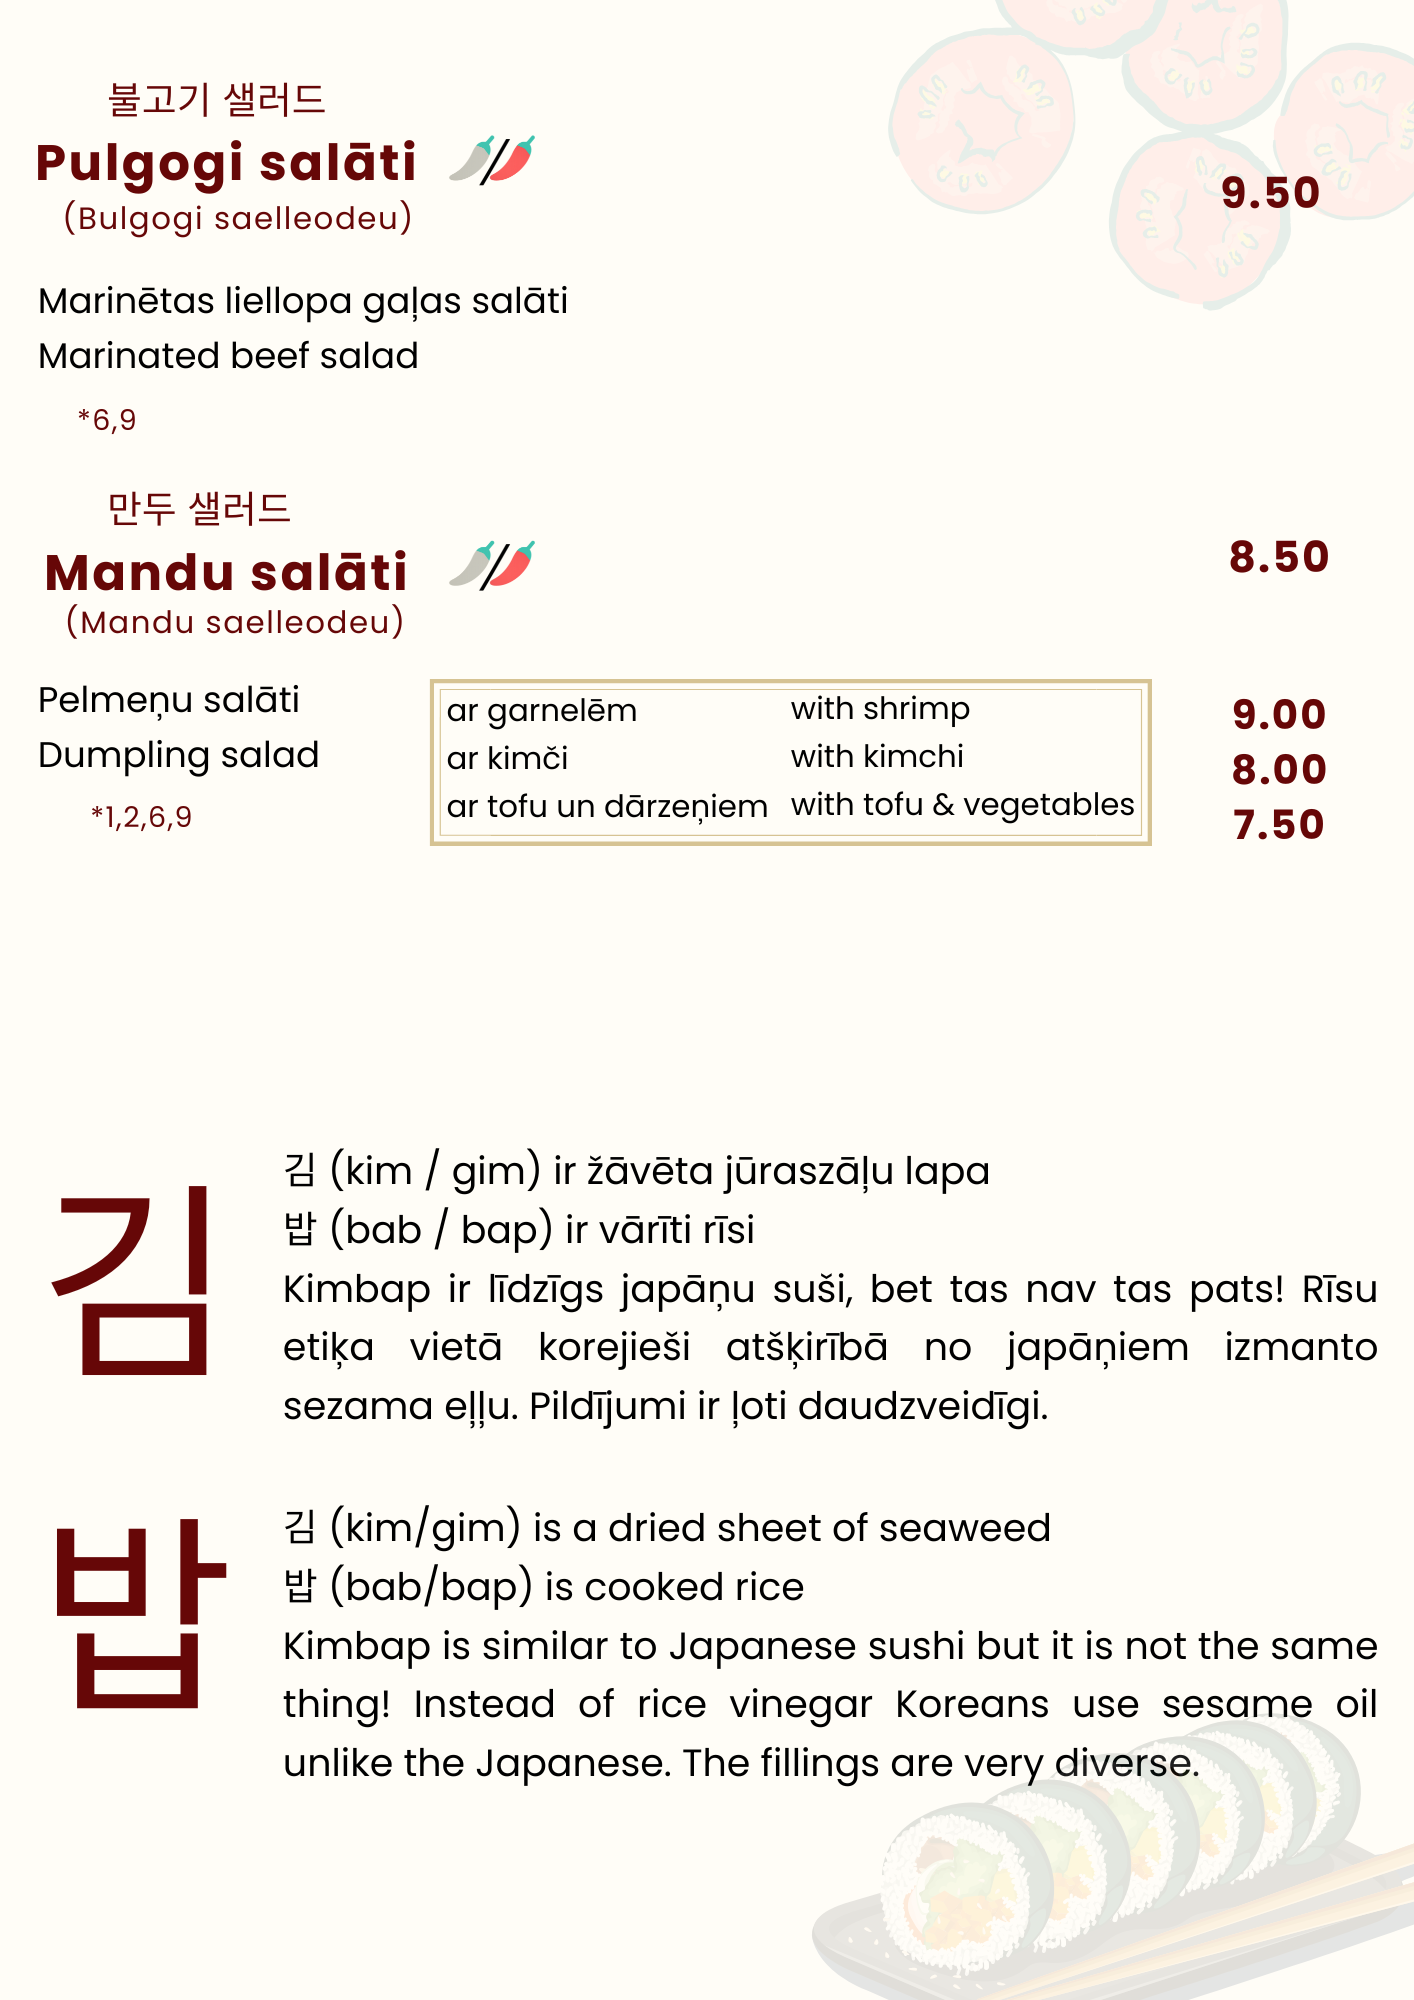 불고기 샐러드
Pulgogi salāti
9.50
(Bulgogi saelleodeu)
Marinētas liellopa gaļas salāti
Marinated beef salad
*6,9
만두 샐러드
Mandu salāti
8.50
(Mandu saelleodeu)
Pelmeņu salāti
Dumpling salad
*1,2,6,9
ar garnelēm with shrimp 9.00
ar kimči with kimchi 8.00
ar tofu un dārzeņiem with tofu & vegetables 7.50
김
김 (kim / gim) ir žāvēta jūraszāļu lapa
밥 (bab / bap) ir vārīti rīsi
Kimbap ir līdzīgs japāņu suši, bet tas nav tas pats! Rīsu
etiķa vietā korejieši atšķirībā no japāņiem izmanto
sezama eļļu. Pildījumi ir ļoti daudzveidīgi.
밥
김 (kim/gim) is a dried sheet of seaweed
밥 (bab/bap) is cooked rice
Kimbap is similar to Japanese sushi but it is not the same
thing! Instead of rice vinegar Koreans use sesame oil
unlike the Japanese. The fillings are very diverse.